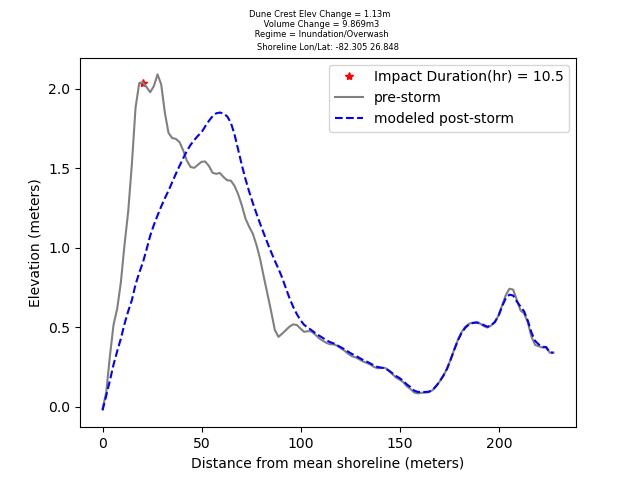 Dune Crest Elev Change = 1.13m
Volume Change = 9.869m3
Regime = Inundation/Overwash
Shoreline Lon/Lat: -82.305 26.848
Impact Duration(hr) = 10.5
pre-storm
modeled post-storm
2.0
1.5
1.0
0.5
0.0
Elevation (meters)
0 50 100 150 200
Distance from mean shoreline (meters)